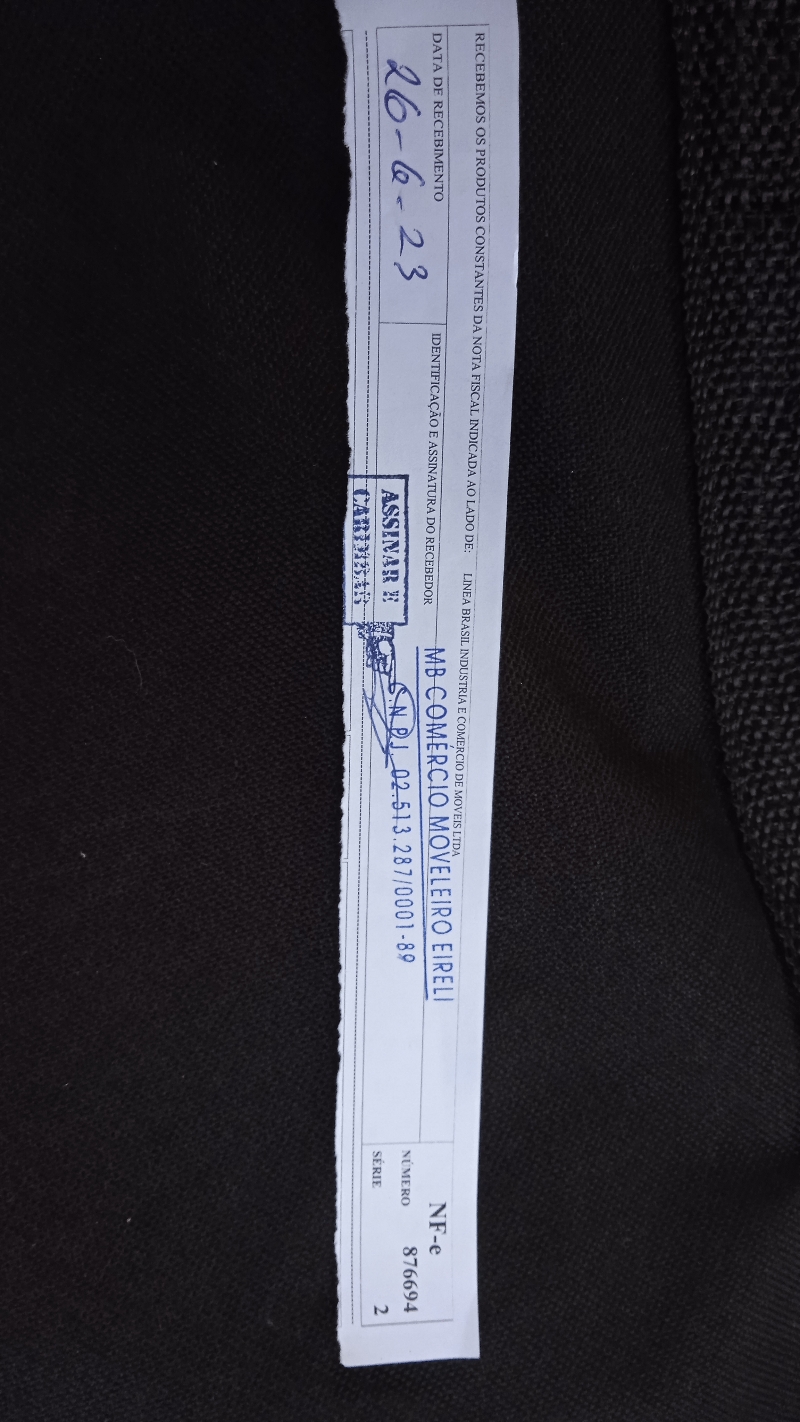 RECEBEMOS OS PRODUTOS CONSTANTES DA NOTA FISCAL INDICADA AO LADO DE: LINEA BRASIL INDUSTRIA E COMERCIO DE MOVEIS LTDA
DATA DE RECEBIMENTO
26-6-23
IDENTIFICAÇÃO E ASSINATURA DO RECEBEDOR
MB COMÉRCIO MOVELEIRO EIRELI
C.N.P.J. 02.513.287/0001-89
ASSINAR E
CARIMBAR
NF-e
NÚMERO 876694
SÉRIE 2